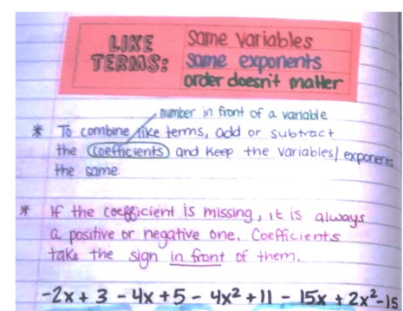 LIKE TERMS:
Same variables
same exponents
order doesn't matter
number in front of a variable
* To combine like terms, add or subtract
the coefficients and keep the variables/exponents
the same.
* If the coefficient is missing, it is always
a positive or negative one. Coefficients
take the sign in front of them.
-2x + 3 - 4x + 5 - 4x² + 11 - 15x + 2x² - 15